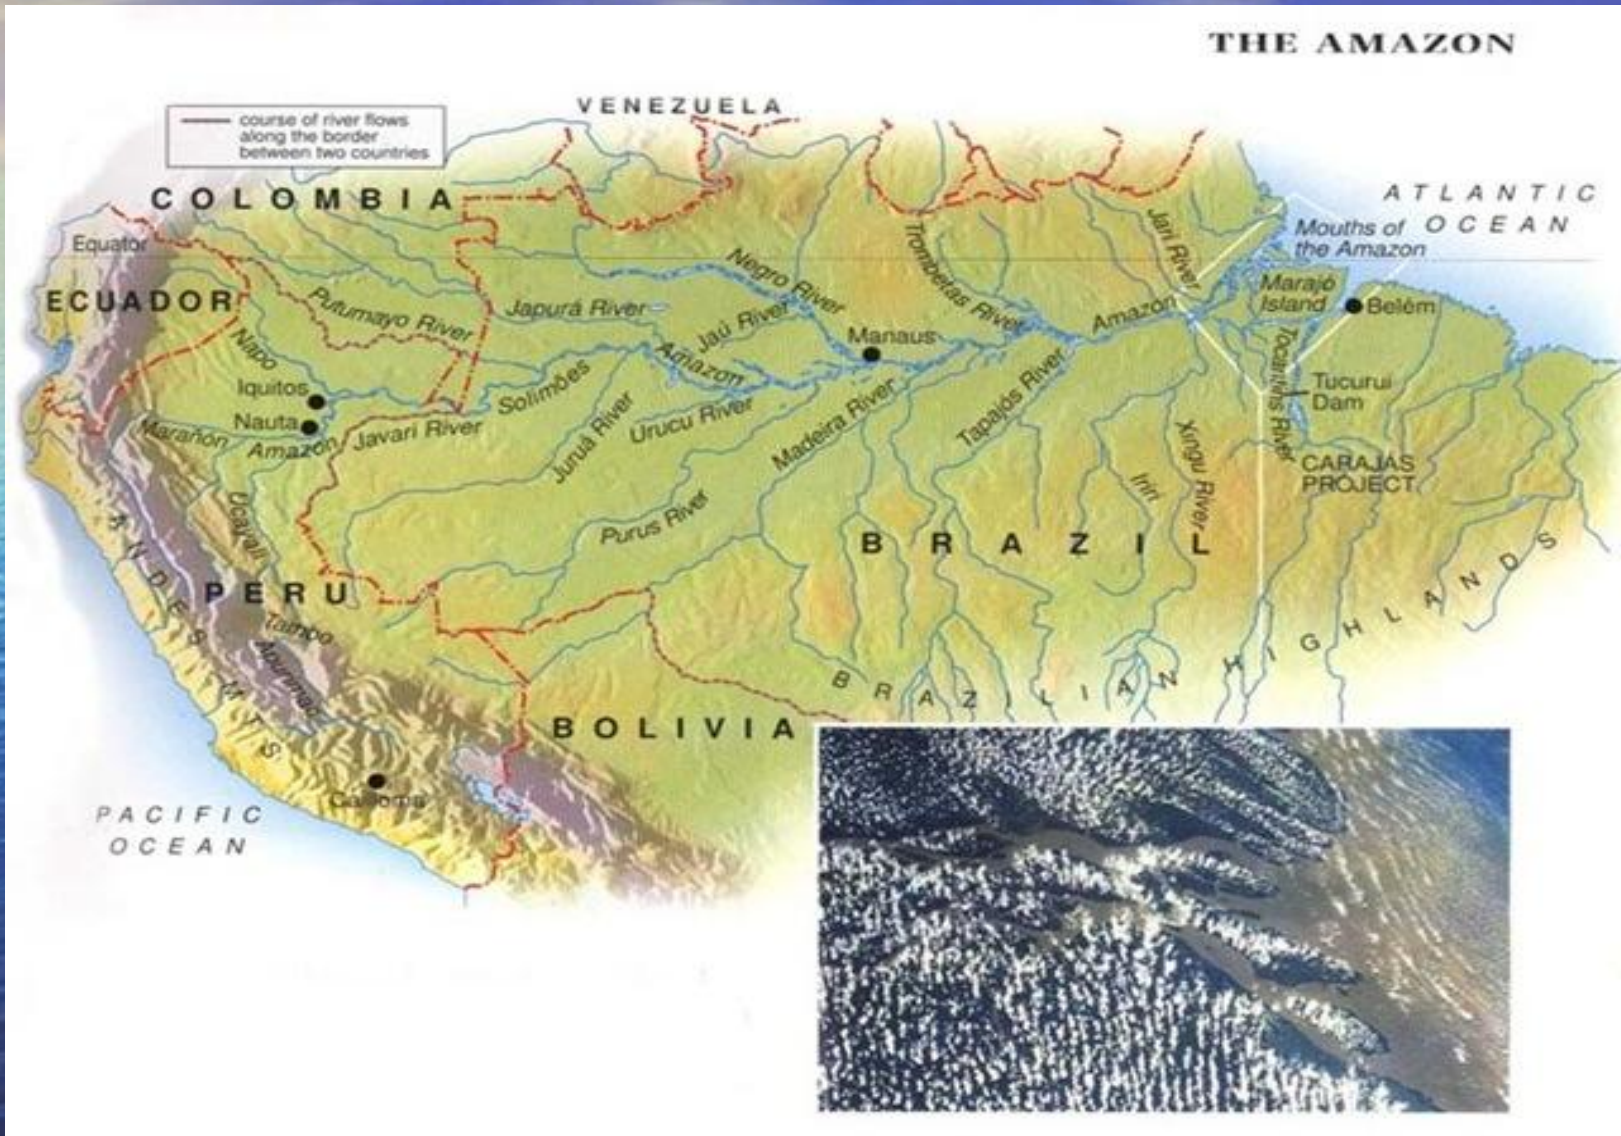 THE AMAZON
VENEZUELA
course of river flows
along the border
between two countries
COLOMBIA
ATLANTIC
OCEAN
Equator
Mouths of
the Amazon
Jari River
Trombetas River
Negro River
ECUADOR
Putumayo River
Japurá River
Jaú River
Marajó
Island
Belém
Amazon
Manaus
Napo
Amazon
Solimões
Tocantins River
Iquitos
Tucurui
Dam
Nauta
Marañón
Amazon
Javari River
Juruá River
Urucu River
Madeira River
Tapajós River
Xingu River
Iriri
CARAJAS
PROJECT
Ucayali
Purus River
BRAZIL
PERU
ANDES MTS
Tambo
Apurimac
BRAZILIAN HIGHLANDS
BOLIVIA
PACIFIC
OCEAN